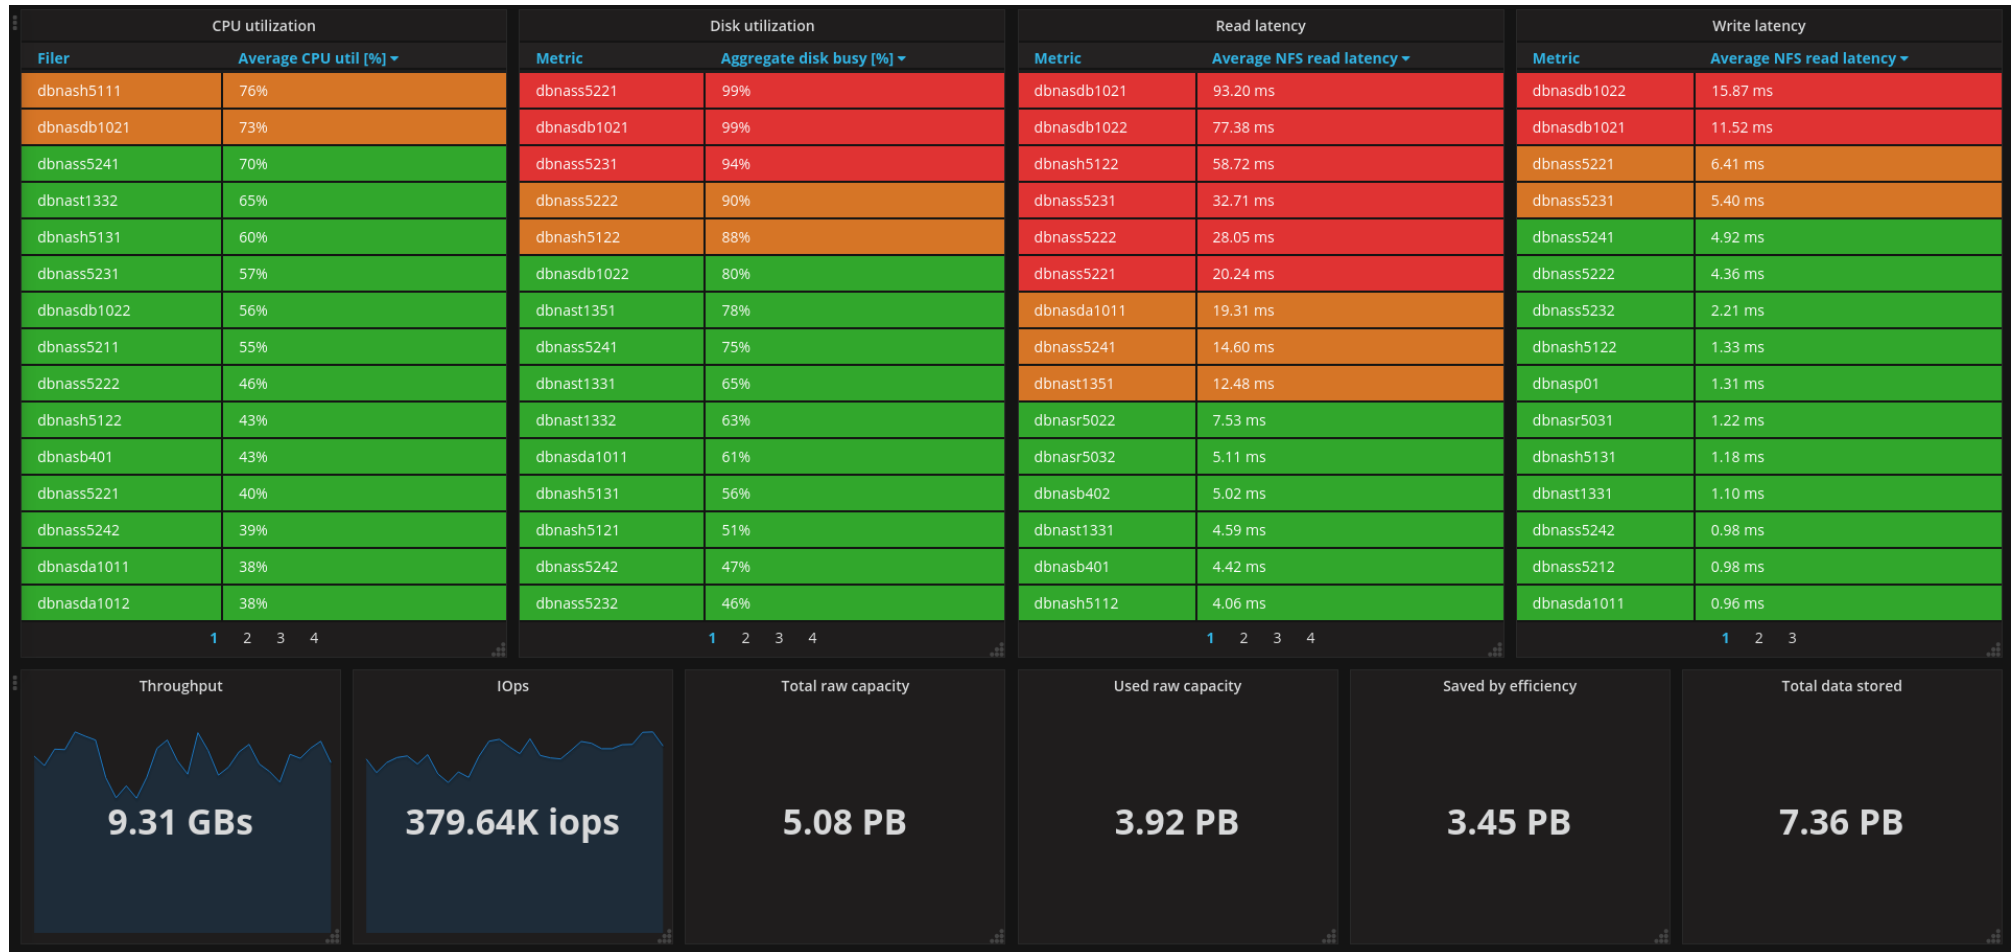 CPU utilization
Filer Average CPU util [%]
dbnash5111 76%
dbnasdb1021 73%
dbnass5241 70%
dbnast1332 65%
dbnash5131 60%
dbnass5231 57%
dbnasdb1022 56%
dbnass5211 55%
dbnass5222 46%
dbnash5122 43%
dbnasb401 43%
dbnass5221 40%
dbnass5242 39%
dbnasda1011 38%
dbnasda1012 38%
1 2 3 4
Disk utilization
Metric Aggregate disk busy [%]
dbnass5221 99%
dbnasdb1021 99%
dbnass5231 94%
dbnass5222 90%
dbnash5122 88%
dbnasdb1022 80%
dbnast1351 78%
dbnass5241 75%
dbnast1331 65%
dbnast1332 63%
dbnasda1011 61%
dbnash5131 56%
dbnash5121 51%
dbnass5242 47%
dbnass5232 46%
1 2 3 4
Read latency
Metric Average NFS read latency
dbnasdb1021 93.20 ms
dbnasdb1022 77.38 ms
dbnash5122 58.72 ms
dbnass5231 32.71 ms
dbnass5222 28.05 ms
dbnass5221 20.24 ms
dbnasda1011 19.31 ms
dbnass5241 14.60 ms
dbnast1351 12.48 ms
dbnasr5022 7.53 ms
dbnasr5032 5.11 ms
dbnasb402 5.02 ms
dbnast1331 4.59 ms
dbnasb401 4.42 ms
dbnash5112 4.06 ms
1 2 3 4
Write latency
Metric Average NFS read latency
dbnasdb1022 15.87 ms
dbnasdb1021 11.52 ms
dbnass5221 6.41 ms
dbnass5231 5.40 ms
dbnass5241 4.92 ms
dbnass5222 4.36 ms
dbnass5232 2.21 ms
dbnash5122 1.33 ms
dbnasp01 1.31 ms
dbnasr5031 1.22 ms
dbnash5131 1.18 ms
dbnast1331 1.10 ms
dbnass5242 0.98 ms
dbnass5212 0.98 ms
dbnasda1011 0.96 ms
1 2 3
Throughput
9.31 GBs
IOps
379.64K iops
Total raw capacity
5.08 PB
Used raw capacity
3.92 PB
Saved by efficiency
3.45 PB
Total data stored
7.36 PB